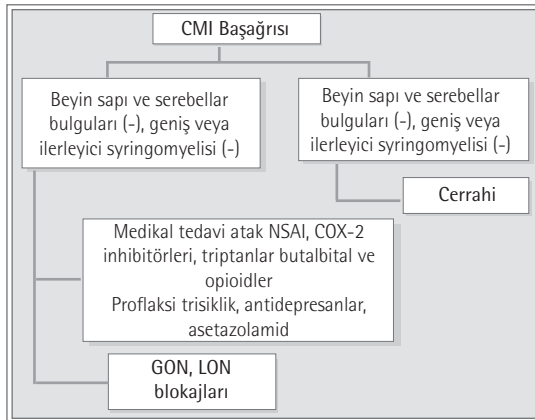 CMI Başağrısı
Beyin sapı ve serebellar
bulguları (-), geniş veya
ilerleyici syringomyelisi (-)
Beyin sapı ve serebellar
bulguları (-), geniş veya
ilerleyici syringomyelisi (-)
Cerrahi
Medikal tedavi atak NSAI, COX-2
inhibitörleri, triptanlar butalbital ve
opioidler
Proflaksi trisiklik, antidepresanlar,
asetazolamid
GON, LON
blokajları